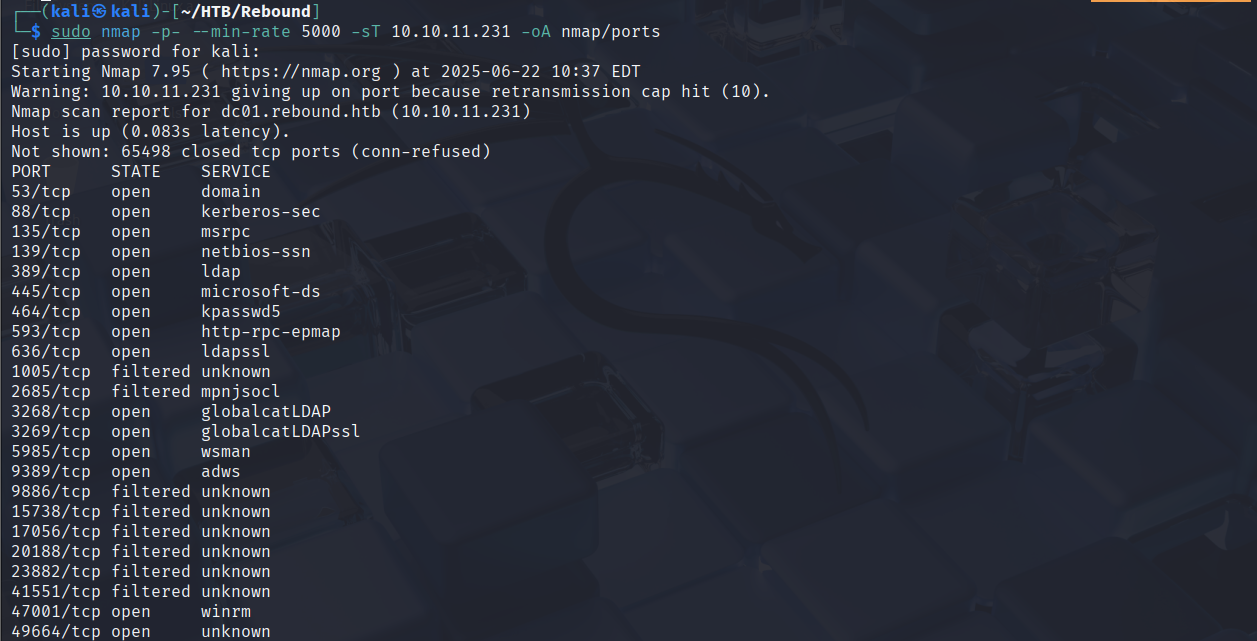 ┌──(kali㉿kali)-[~/HTB/Rebound]
└─$ sudo nmap -p- --min-rate 5000 -sT 10.10.11.231 -oA nmap/ports
[sudo] password for kali:
Starting Nmap 7.95 ( https://nmap.org ) at 2025-06-22 10:37 EDT
Warning: 10.10.11.231 giving up on port because retransmission cap hit (10).
Nmap scan report for dc01.rebound.htb (10.10.11.231)
Host is up (0.083s latency).
Not shown: 65498 closed tcp ports (conn-refused)
PORT      STATE    SERVICE
53/tcp    open     domain
88/tcp    open     kerberos-sec
135/tcp   open     msrpc
139/tcp   open     netbios-ssn
389/tcp   open     ldap
445/tcp   open     microsoft-ds
464/tcp   open     kpasswd5
593/tcp   open     http-rpc-epmap
636/tcp   open     ldapssl
1005/tcp  filtered unknown
2685/tcp  filtered mpnjsocl
3268/tcp  open     globalcatLDAP
3269/tcp  open     globalcatLDAPssl
5985/tcp  open     wsman
9389/tcp  open     adws
9886/tcp  filtered unknown
15738/tcp filtered unknown
17056/tcp filtered unknown
20188/tcp filtered unknown
23882/tcp filtered unknown
41551/tcp filtered unknown
47001/tcp open     winrm
49664/tcp open     unknown